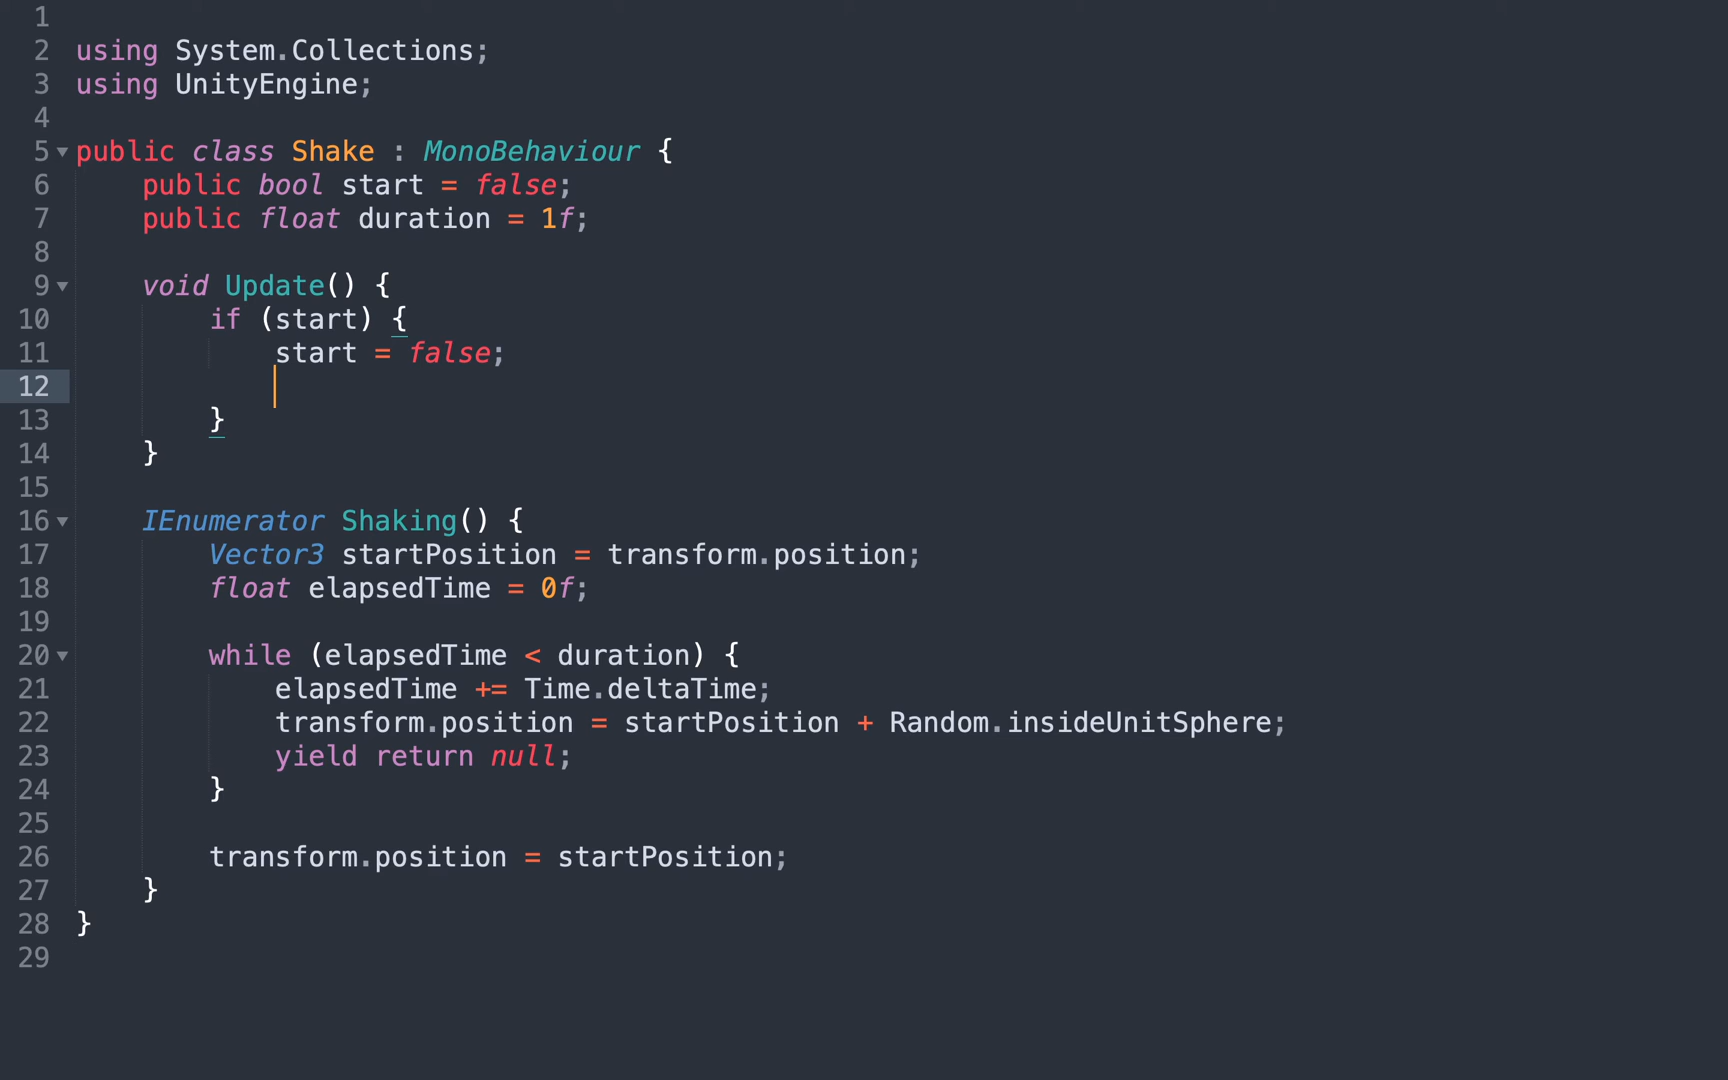 1
2 using System.Collections;
3 using UnityEngine;
4
5 public class Shake : MonoBehaviour {
6 public bool start = false;
7 public float duration = 1f;
8
9 void Update() {
10 if (start) {
11 start = false;
12
13 }
14 }
15
16 IEnumerator Shaking() {
17 Vector3 startPosition = transform.position;
18 float elapsedTime = 0f;
19
20 while (elapsedTime < duration) {
21 elapsedTime += Time.deltaTime;
22 transform.position = startPosition + Random.insideUnitSphere;
23 yield return null;
24 }
25
26 transform.position = startPosition;
27 }
28 }
29